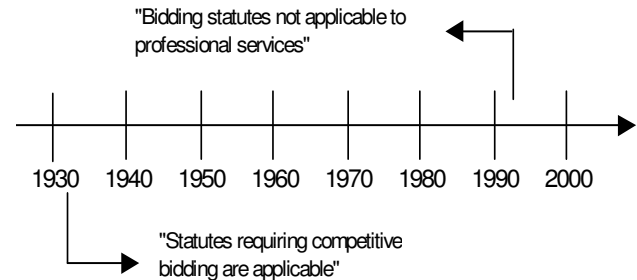 "Bidding statutes not applicable to
professional services"
1930 1940 1950 1960 1970 1980 1990 2000
"Statutes requiring competitive
bidding are applicable"